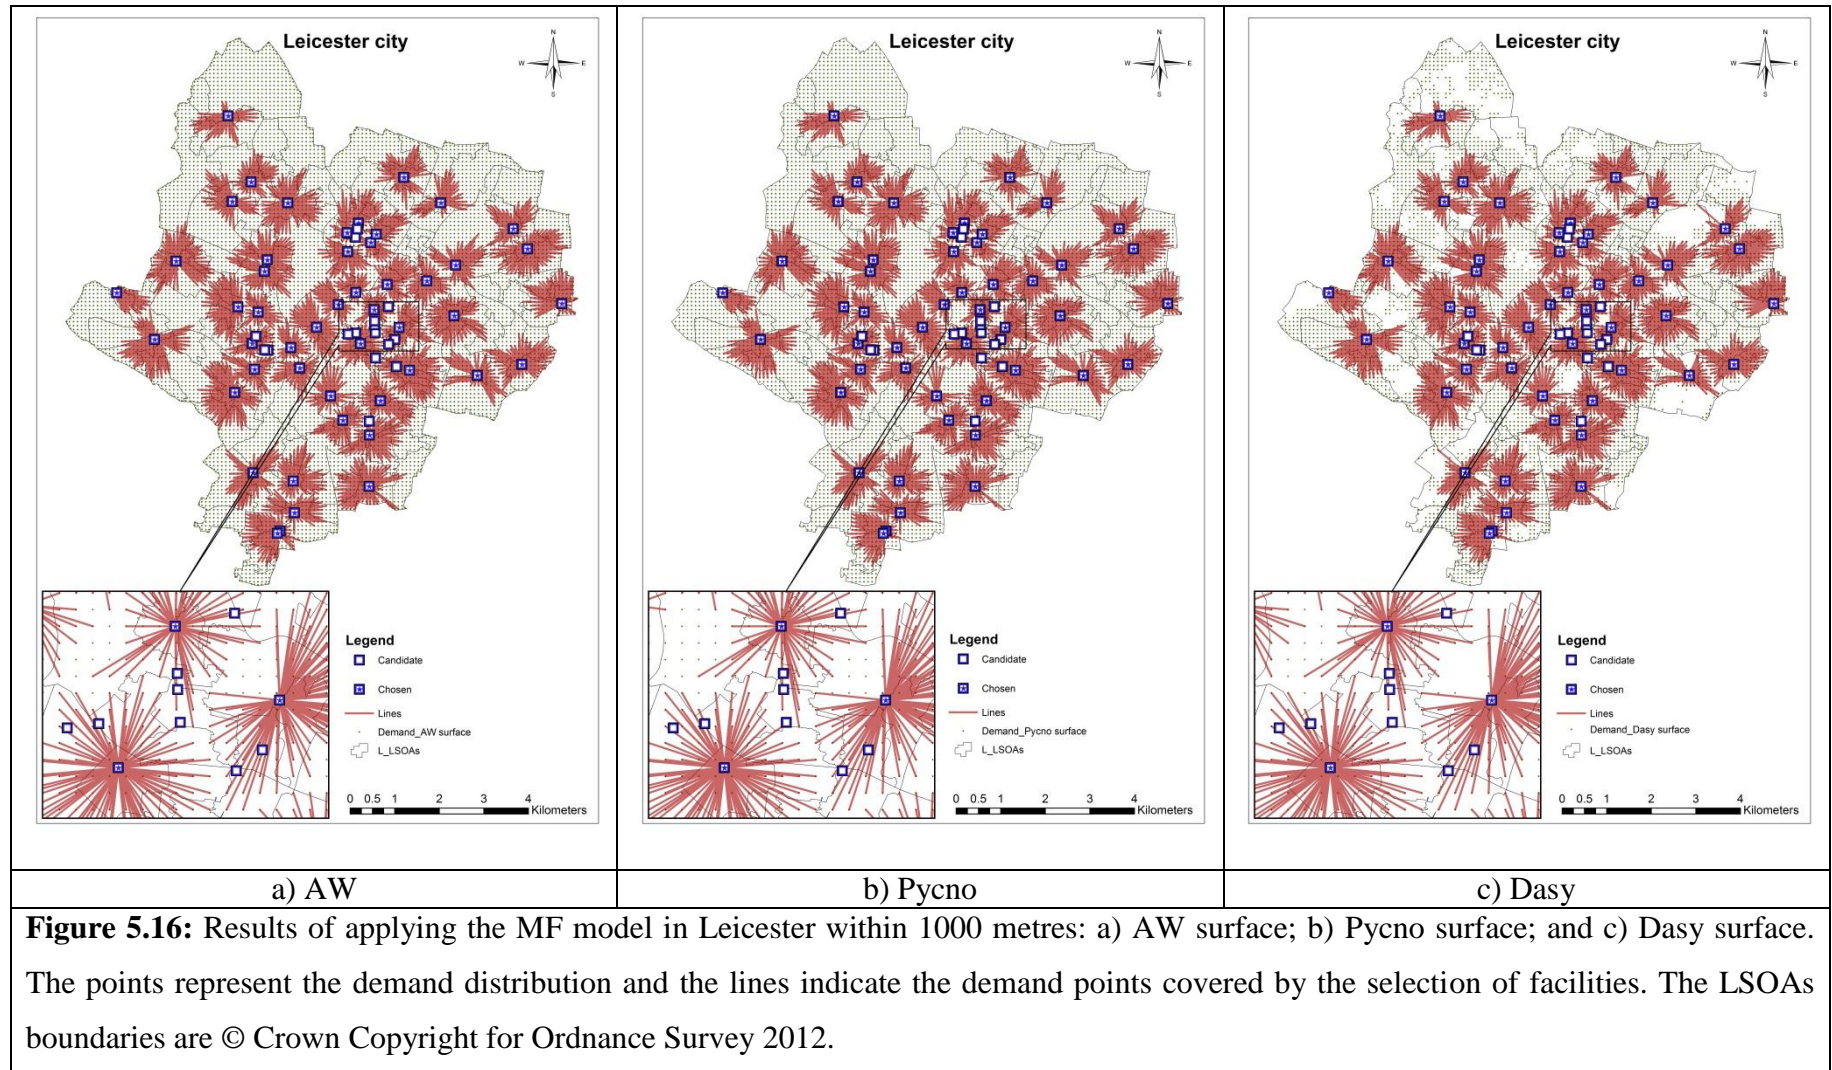 Leicester city
N
W E
S
Legend
Candidate
Chosen
Lines
Demand_AW surface
L_LSOAs
0 0.5 1 2 3 4
Kilometers
Leicester city
N
W E
S
Legend
Candidate
Chosen
Lines
Demand_Pycno surface
L_LSOAs
0 0.5 1 2 3 4
Kilometers
Leicester city
N
W E
S
Legend
Candidate
Chosen
Lines
Demand_Dasy surface
L_LSOAs
0 0.5 1 2 3 4
Kilometers
a) AW
b) Pycno
c) Dasy
Figure 5.16: Results of applying the MF model in Leicester within 1000 metres: a) AW surface; b) Pycno surface; and c) Dasy surface.
The points represent the demand distribution and the lines indicate the demand points covered by the selection of facilities. The LSOAs
boundaries are © Crown Copyright for Ordnance Survey 2012.